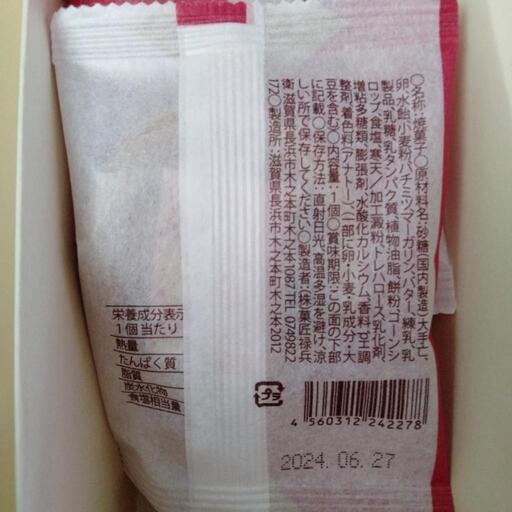 ○名称:焼菓子○原材料名:砂糖(国内製造)、大手亡、
卵、水飴、小麦粉、ハチミツ、マーガリン、バター、練乳、乳
製品、乳糖、乳タンパク質、植物油脂、餅粉、コーンシ
ロップ、食塩、寒天/加工澱粉、トレハロース、乳化剤、
増粘多糖類、膨張剤、水酸化カルシウム、香料、pH調
整剤、着色料(アナトー)、(一部に卵・小麦・乳成分・大
豆を含む)○内容量:1個○賞味期限:この面の下部
に記載○保存方法:直射日光、高温多湿を避け、涼
しい所で保存してください。○製造者:㈱菓匠禄兵
衛 滋賀県長浜市木之本町木之本1087 TEL 0749822
172○製造所:滋賀県長浜市木之本町木之本2012
栄養成分表示
1個当たり
熱量
たんぱく質
脂質
炭水化物
食塩相当量
プラ
4 560312 242278
2024.06.27